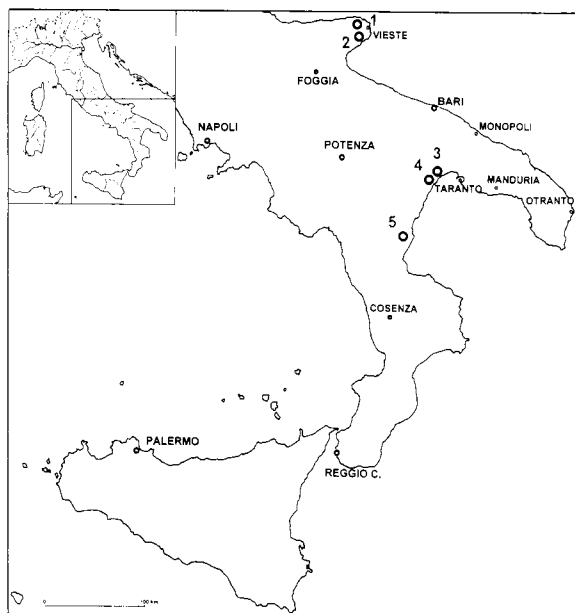 1
2
VIESTE
FOGGIA
BARI
MONOPOLI
NAPOLI
POTENZA
3
4
TARANTO
MANDURIA
OTRANTO
5
COSENZA
PALERMO
REGGIO C.
0 100 km